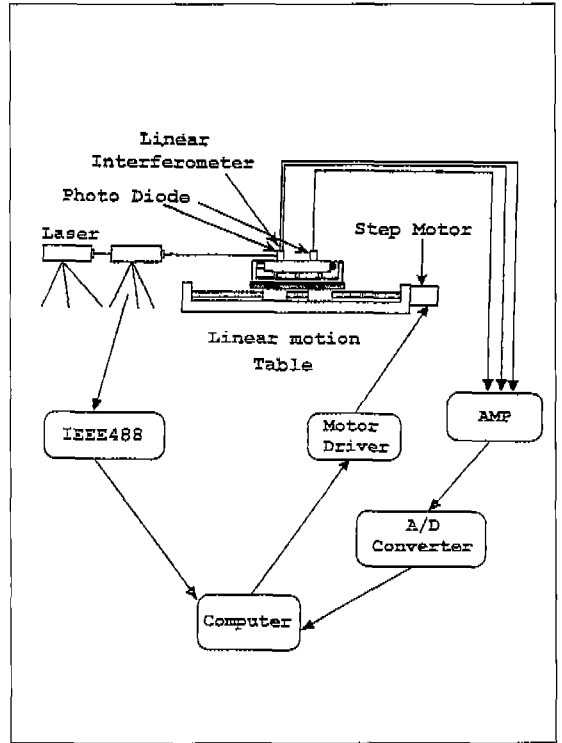 Linear
Interferometer
Photo Diode
Laser
Step Motor
Linear motion
Table
IEEE488
Motor
Driver
AMP
A/D
Converter
Computer